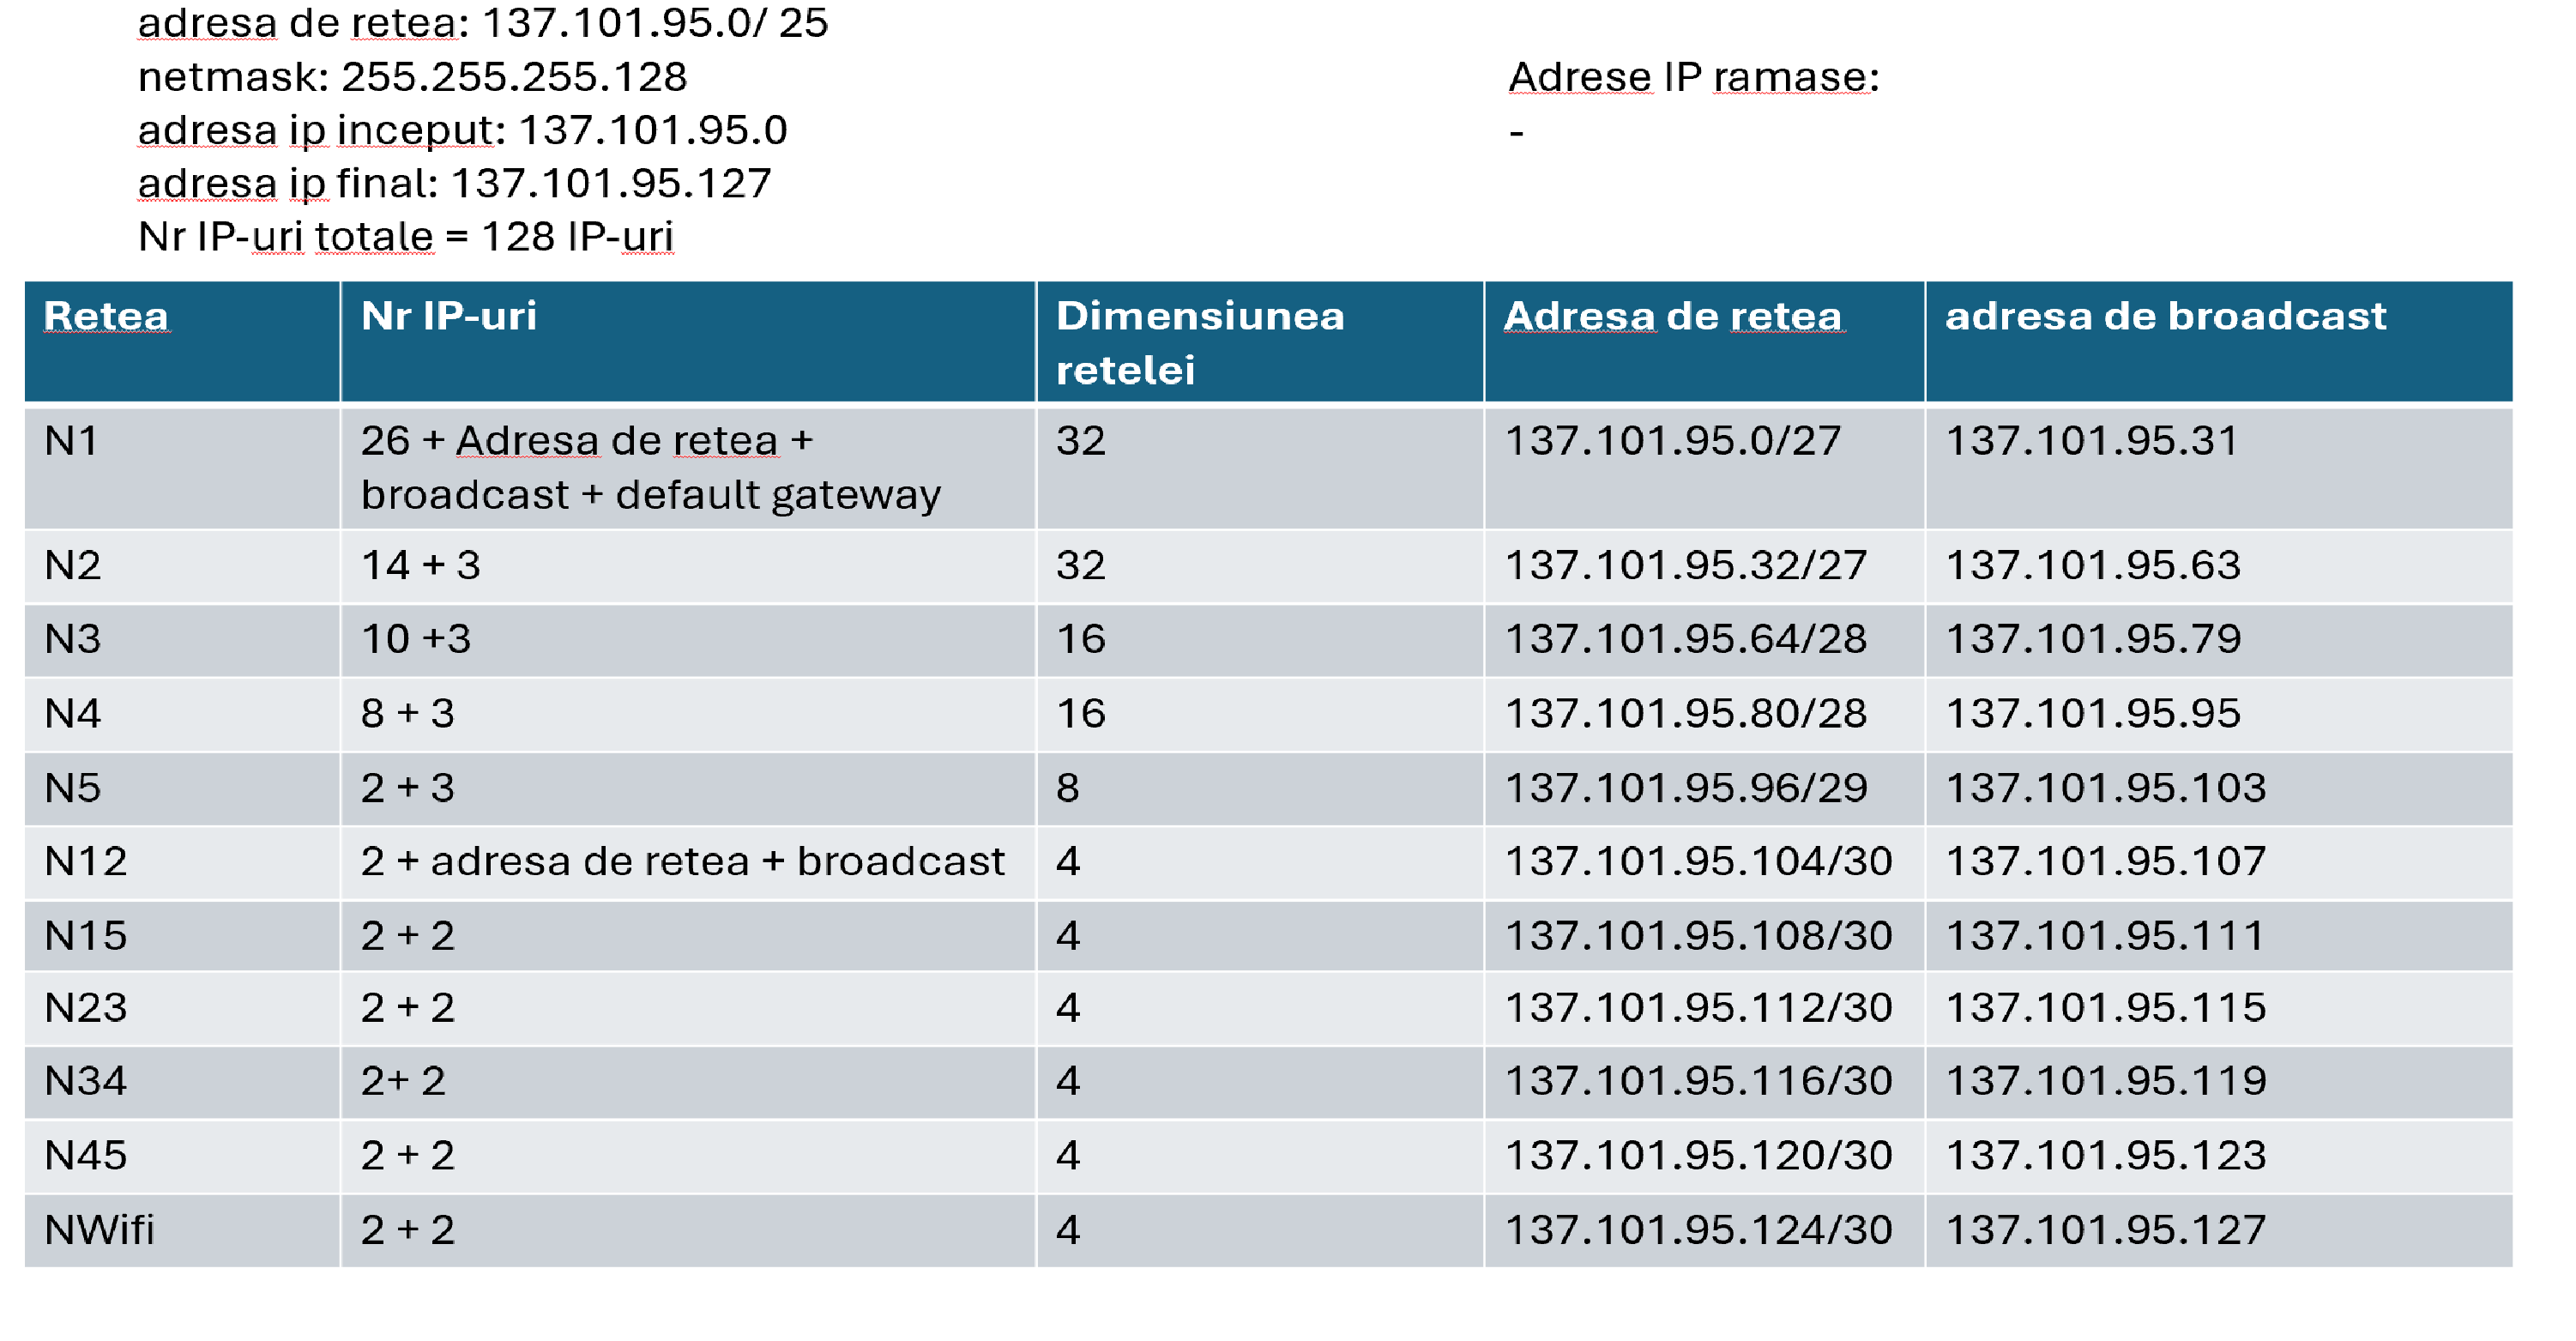 adresa de retea: 137.101.95.0/ 25
netmask: 255.255.255.128
adresa ip inceput: 137.101.95.0
adresa ip final: 137.101.95.127
Nr IP-uri totale = 128 IP-uri
Adrese IP ramase:
-
Retea Nr IP-uri Dimensiunea retelei Adresa de retea adresa de broadcast
N1 26 + Adresa de retea + broadcast + default gateway 32 137.101.95.0/27 137.101.95.31
N2 14 + 3 32 137.101.95.32/27 137.101.95.63
N3 10 +3 16 137.101.95.64/28 137.101.95.79
N4 8 + 3 16 137.101.95.80/28 137.101.95.95
N5 2 + 3 8 137.101.95.96/29 137.101.95.103
N12 2 + adresa de retea + broadcast 4 137.101.95.104/30 137.101.95.107
N15 2 + 2 4 137.101.95.108/30 137.101.95.111
N23 2 + 2 4 137.101.95.112/30 137.101.95.115
N34 2+ 2 4 137.101.95.116/30 137.101.95.119
N45 2 + 2 4 137.101.95.120/30 137.101.95.123
NWifi 2 + 2 4 137.101.95.124/30 137.101.95.127